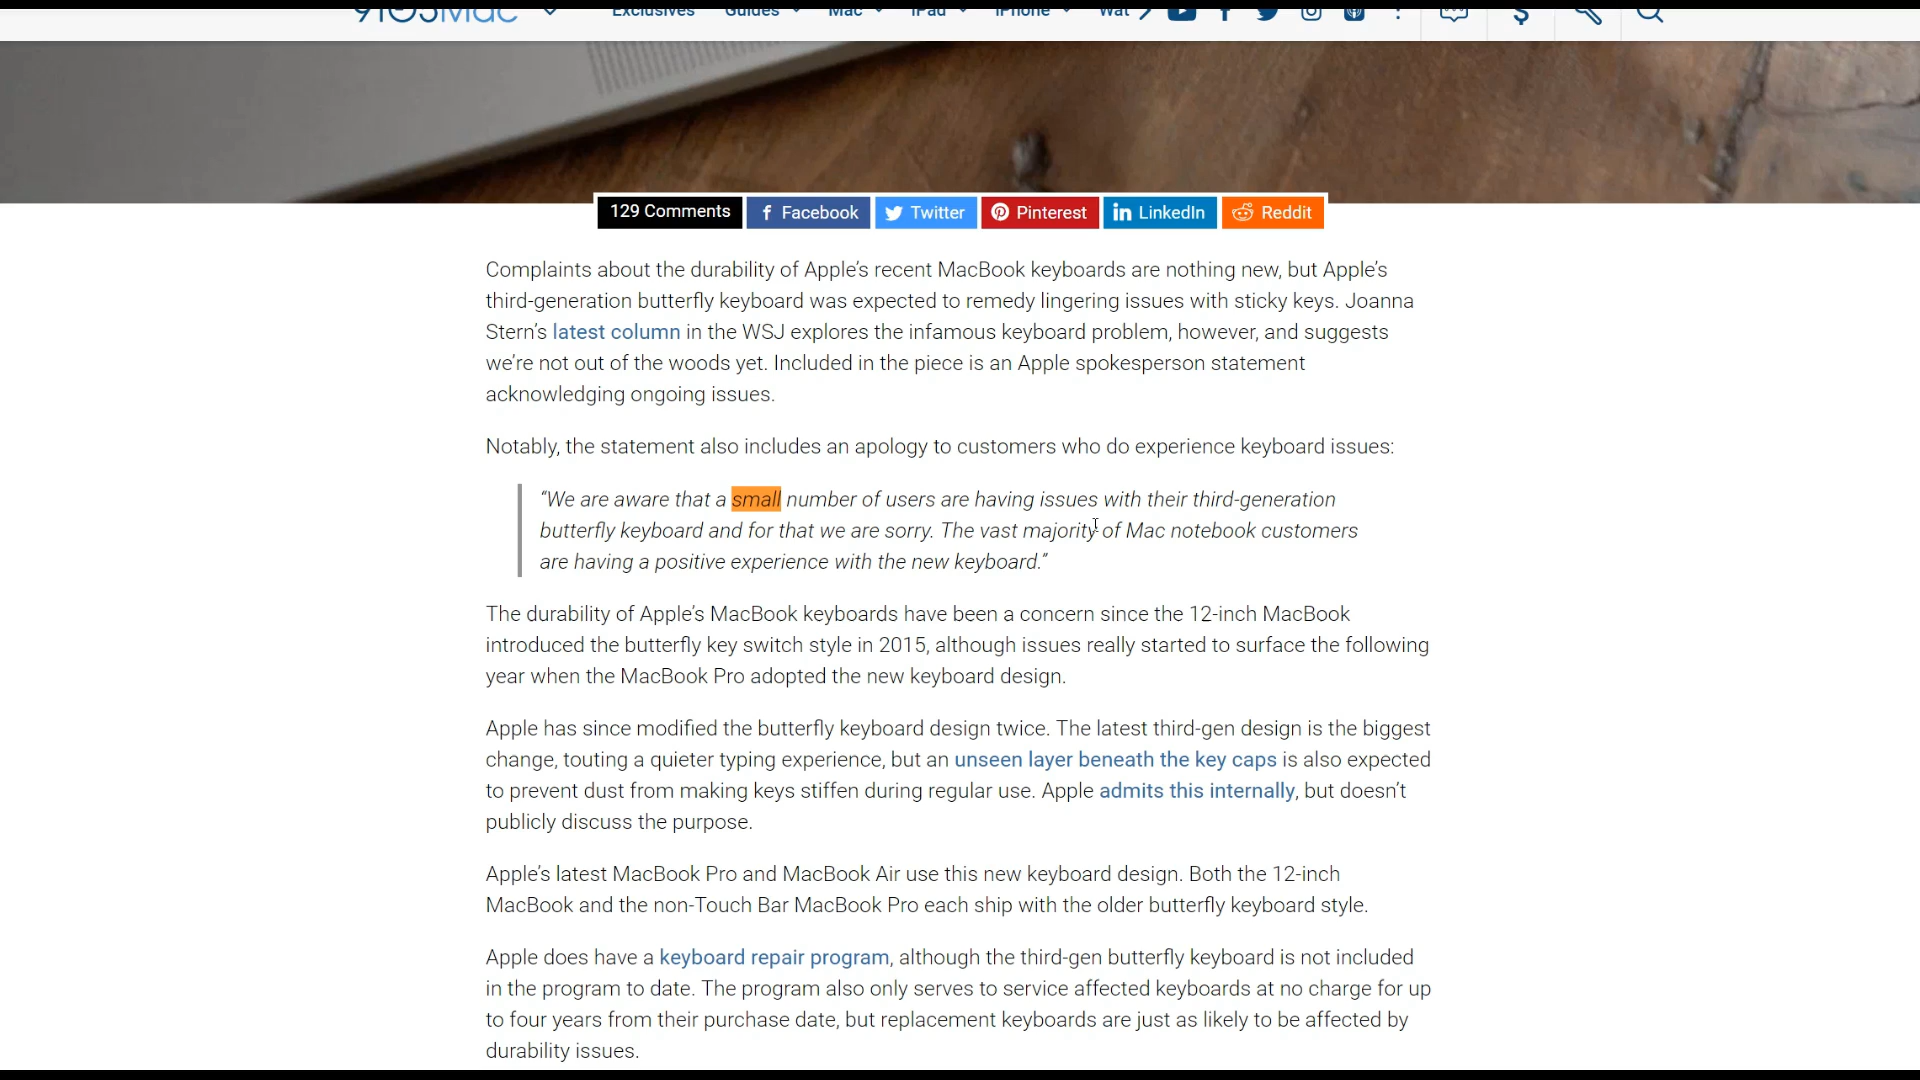 9TO5Mac
Exclusives Guides Mac iPad iPhone Wat
129 Comments Facebook Twitter Pinterest LinkedIn Reddit
Complaints about the durability of Apple’s recent MacBook keyboards are nothing new, but Apple’s
third-generation butterfly keyboard was expected to remedy lingering issues with sticky keys. Joanna
Stern’s latest column in the WSJ explores the infamous keyboard problem, however, and suggests
we’re not out of the woods yet. Included in the piece is an Apple spokesperson statement
acknowledging ongoing issues.
Notably, the statement also includes an apology to customers who do experience keyboard issues:
“We are aware that a small number of users are having issues with their third-generation
butterfly keyboard and for that we are sorry. The vast majority of Mac notebook customers
are having a positive experience with the new keyboard.”
The durability of Apple’s MacBook keyboards have been a concern since the 12-inch MacBook
introduced the butterfly key switch style in 2015, although issues really started to surface the following
year when the MacBook Pro adopted the new keyboard design.
Apple has since modified the butterfly keyboard design twice. The latest third-gen design is the biggest
change, touting a quieter typing experience, but an unseen layer beneath the key caps is also expected
to prevent dust from making keys stiffen during regular use. Apple admits this internally, but doesn’t
publicly discuss the purpose.
Apple’s latest MacBook Pro and MacBook Air use this new keyboard design. Both the 12-inch
MacBook and the non-Touch Bar MacBook Pro each ship with the older butterfly keyboard style.
Apple does have a keyboard repair program, although the third-gen butterfly keyboard is not included
in the program to date. The program also only serves to service affected keyboards at no charge for up
to four years from their purchase date, but replacement keyboards are just as likely to be affected by
durability issues.